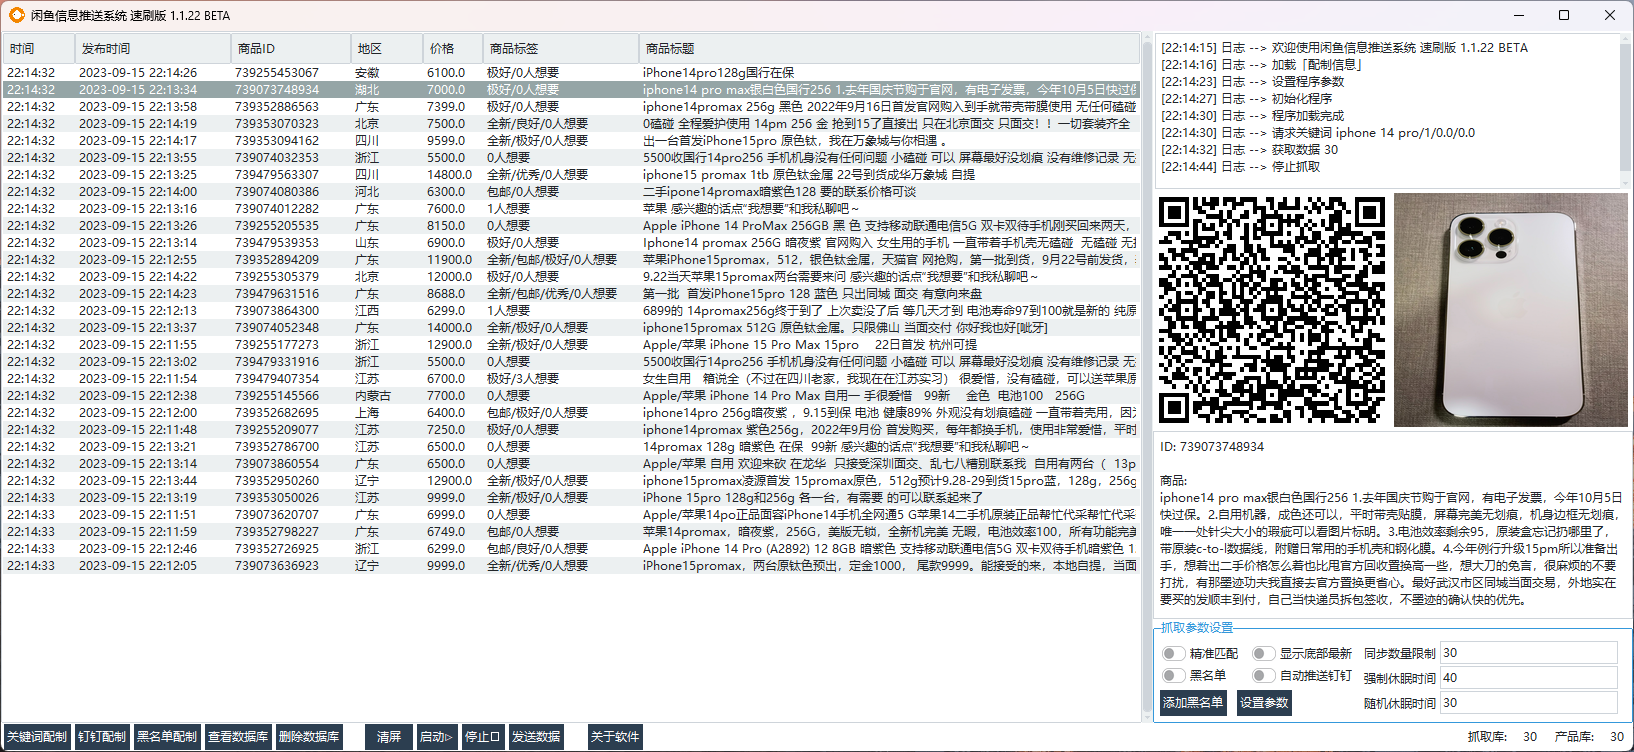 闲鱼信息推送系统 速刷版 1.1.22 BETA
时间 发布时间 商品ID 地区 价格 商品标签 商品标题
22:14:32 2023-09-15 22:14:26 739255453067 安徽 6100.0 极好/0人想要 iPhone14pro128g国行在保
22:14:32 2023-09-15 22:13:34 739073748934 湖北 7000.0 极好/0人想要 iphone14 pro max银白色国行256 1.去年国庆节购于官网，有电子发票，今年10月5日快过保
22:14:32 2023-09-15 22:13:58 739352886563 广东 7399.0 极好/0人想要 iphone14promax 256g 黑色 2022年9月16日首发官网购入到手就带壳带膜使用 无任何磕碰
22:14:32 2023-09-15 22:14:19 739353070323 北京 7500.0 全新/良好/0人想要 0磕碰 全程爱护使用 14pm 256 金 抢到15了直接出 只在北京面交 只面交！！一切套装齐全
22:14:32 2023-09-15 22:14:17 739353094162 四川 9599.0 全新/极好/0人想要 出一台首发iPhone15pro 原色钛，我在万象城与你相遇 。
22:14:32 2023-09-15 22:13:55 739074032353 浙江 5500.0 0人想要 5500收国行14pro256 手机机身没有任何问题 小磕碰 可以 屏幕最好没划痕 没有维修记录 无
22:14:32 2023-09-15 22:13:25 739479563307 四川 14800.0 全新/优秀/0人想要 iphone15 promax 1tb 原色钛金属 22号到货成华万象城 自提
22:14:32 2023-09-15 22:14:00 739074080386 河北 6300.0 包邮/0人想要 二手ipone14promax暗紫色128 要的联系价格可谈
22:14:32 2023-09-15 22:13:16 739074012282 广东 7600.0 1人想要 苹果 感兴趣的话点“我想要”和我私聊吧～
22:14:32 2023-09-15 22:13:26 739255205535 广东 8150.0 0人想要 Apple iPhone 14 ProMax 256GB 黑 色 支持移动联通电信5G 双卡双待手机刚买回来两天，
22:14:32 2023-09-15 22:13:14 739479539353 山东 6900.0 极好/0人想要 Iphone14 promax 256G 暗夜紫 官网购入 女生用的手机 一直带着手机壳无磕碰 无磕碰 无
22:14:32 2023-09-15 22:12:55 739352894209 广东 11900.0 全新/包邮/极好/0人想要 苹果iPhone15promax，512，银色钛金属，天猫官 网抢购，第一批到货，9月22号前发货，
22:14:32 2023-09-15 22:14:22 739255305379 北京 12000.0 极好/0人想要 9.22当天苹果15promax两台需要来问 感兴趣的话点“我想要”和我私聊吧～
22:14:32 2023-09-15 22:14:23 739479631516 广东 8688.0 全新/包邮/优秀/0人想要 第一批 首发iPhone15pro 128 蓝色 只出同城 面交 有意向来盘
22:14:32 2023-09-15 22:12:13 739073864300 江西 6299.0 1人想要 6899的 14promax256g终于到了 上次卖没了后 等几天才到 电池寿命97到100就是新的 纯原
22:14:32 2023-09-15 22:13:37 739074052348 广东 14000.0 全新/极好/0人想要 iphone15promax 512G 原色钛金属。只限佛山 当面交付 你好我也好[呲牙]
22:14:32 2023-09-15 22:11:55 739255177273 浙江 12900.0 全新/极好/0人想要 Apple/苹果 iPhone 15 Pro Max 15pro 22日首发 杭州可提
22:14:32 2023-09-15 22:13:02 739479331916 浙江 5500.0 0人想要 5500收国行14pro256 手机机身没有任何问题 小磕碰 可以 屏幕最好没划痕 没有维修记录 无
22:14:32 2023-09-15 22:11:54 739479407354 江苏 6700.0 极好/3人想要 女生自用 箱说全（不过在四川老家，我现在在江苏实习） 很爱惜，没有磕碰，可以送苹果原
22:14:32 2023-09-15 22:12:38 739255145566 内蒙古 7700.0 0人想要 Apple/苹果 iPhone 14 Pro Max 自用一 手很爱惜 99新 金色 电池100 256G
22:14:32 2023-09-15 22:12:00 739352682695 上海 6400.0 包邮/极好/0人想要 iphone14pro 256g暗夜紫 ，9.15到保 电池 健康89% 外观没有划痕磕碰 一直带着壳用，因为
22:14:32 2023-09-15 22:11:48 739255209077 江苏 7250.0 极好/0人想要 iphone14promax 紫色256g，2022年9月份 首发购买，每年都换手机，使用非常爱惜，平时
22:14:32 2023-09-15 22:13:21 739352786700 江苏 6500.0 0人想要 14promax 128g 暗紫色 在保 99新 感兴趣的话点“我想要”和我私聊吧～
22:14:32 2023-09-15 22:13:14 739073860554 广东 6500.0 0人想要 Apple/苹果 自用 欢迎来砍 在龙华 只接受深圳面交、乱七八糟别联系我 自用有两台（ 13p
22:14:32 2023-09-15 22:13:44 739352950260 辽宁 12900.0 全新/极好/0人想要 iphone15promax凌源首发 15promax原色，512g预计9.28-29到货15pro蓝，128g，256g
22:14:33 2023-09-15 22:13:19 739353050026 江苏 9999.0 全新/极好/0人想要 iPhone 15pro 128g和256g 各一台，有需要 的可以联系起来了
22:14:33 2023-09-15 22:11:51 739073620707 广东 6999.0 0人想要 Apple/苹果14po正品面容iPhone14手机全网通5 G苹果14二手机原装正品帮忙代采帮忙代采
22:14:33 2023-09-15 22:11:59 739352798227 广东 6749.0 包邮/0人想要 苹果14promax，暗夜紫，256G，美版无锁，全新机完美 无暇，电池效率100，所有功能完美
22:14:33 2023-09-15 22:12:46 739352726925 浙江 6299.0 包邮/良好/0人想要 Apple iPhone 14 Pro (A2892) 12 8GB 暗紫色 支持移动联通电信5G 双卡双待手机暗紫色 1.
22:14:33 2023-09-15 22:12:05 739073636923 辽宁 9999.0 全新/优秀/0人想要 iPhone15promax，两台原钛色预出，定金1000， 尾款9999。能接受的来，本地自提，当面
[22:14:15] 日志 --> 欢迎使用闲鱼信息推送系统 速刷版 1.1.22 BETA
[22:14:16] 日志 --> 加载「配制信息」
[22:14:23] 日志 --> 设置程序参数
[22:14:27] 日志 --> 初始化程序
[22:14:30] 日志 --> 程序加载完成
[22:14:30] 日志 --> 请求关键词 iphone 14 pro/1/0.0/0.0
[22:14:32] 日志 --> 获取数据 30
[22:14:44] 日志 --> 停止抓取
ID: 739073748934
商品:
iphone14 pro max银白色国行256 1.去年国庆节购于官网，有电子发票，今年10月5日
快过保。2.自用机器，成色还可以，平时带壳贴膜，屏幕完美无划痕，机身边框无划痕，
唯一一处针尖大小的瑕疵可以看图片标明。3.电池效率剩余95，原装盒忘记扔哪里了，
带原装c-to-l数据线，附赠日常用的手机壳和钢化膜。4.今年例行升级15pm所以准备出
手，想着出二手价格怎么着也比甩官方回收置换高一些，想大刀的免言，很麻烦的不要
打扰，有那墨迹功夫我直接去官方置换更省心。最好武汉市区同城当面交易，外地实在
要买的发顺丰到付，自己当快递员拆包签收，不墨迹的确认快的优先。
抓取参数设置
精准匹配 显示底部最新 同步数量限制 30
黑名单 自动推送钉钉 强制休眠时间 40
添加黑名单 设置参数 随机休眠时间 30
关键词配制 钉钉配制 黑名单配制 查看数据库 删除数据库 清屏 启动▷ 停止□ 发送数据 关于软件
抓取库: 30 产品库: 30